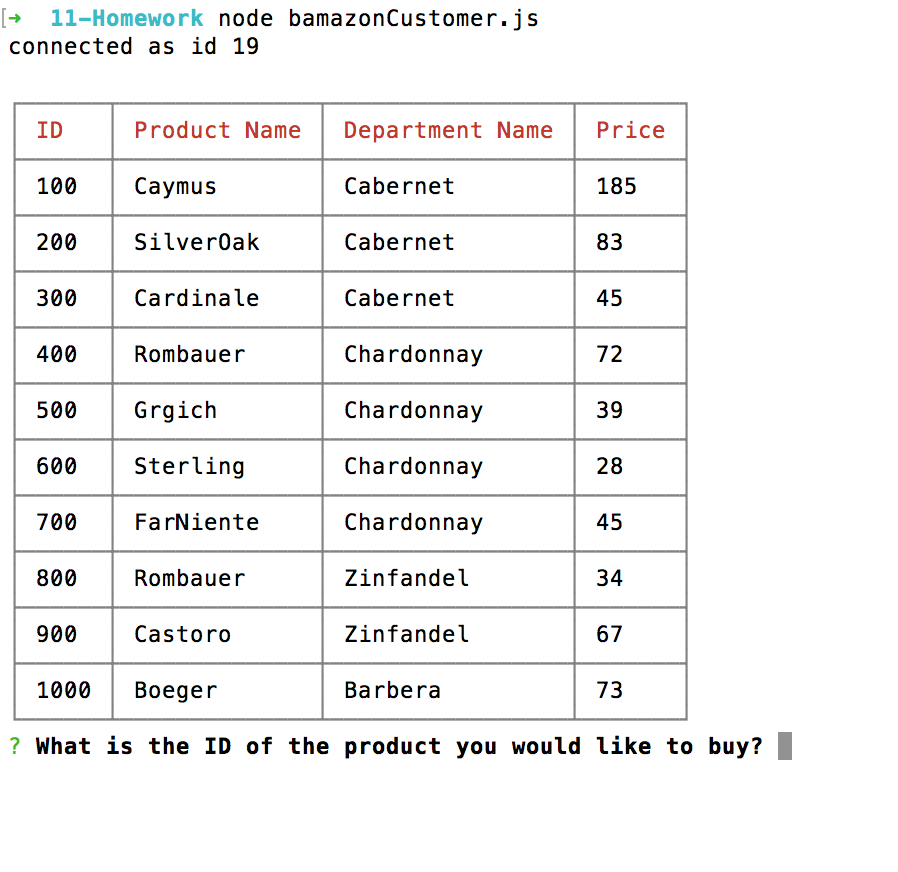 [→ 11-Homework node bamazonCustomer.js
connected as id 19
ID Product Name Department Name Price
100 Caymus Cabernet 185
200 SilverOak Cabernet 83
300 Cardinale Cabernet 45
400 Rombauer Chardonnay 72
500 Grgich Chardonnay 39
600 Sterling Chardonnay 28
700 FarNiente Chardonnay 45
800 Rombauer Zinfandel 34
900 Castoro Zinfandel 67
1000 Boeger Barbera 73
? What is the ID of the product you would like to buy?